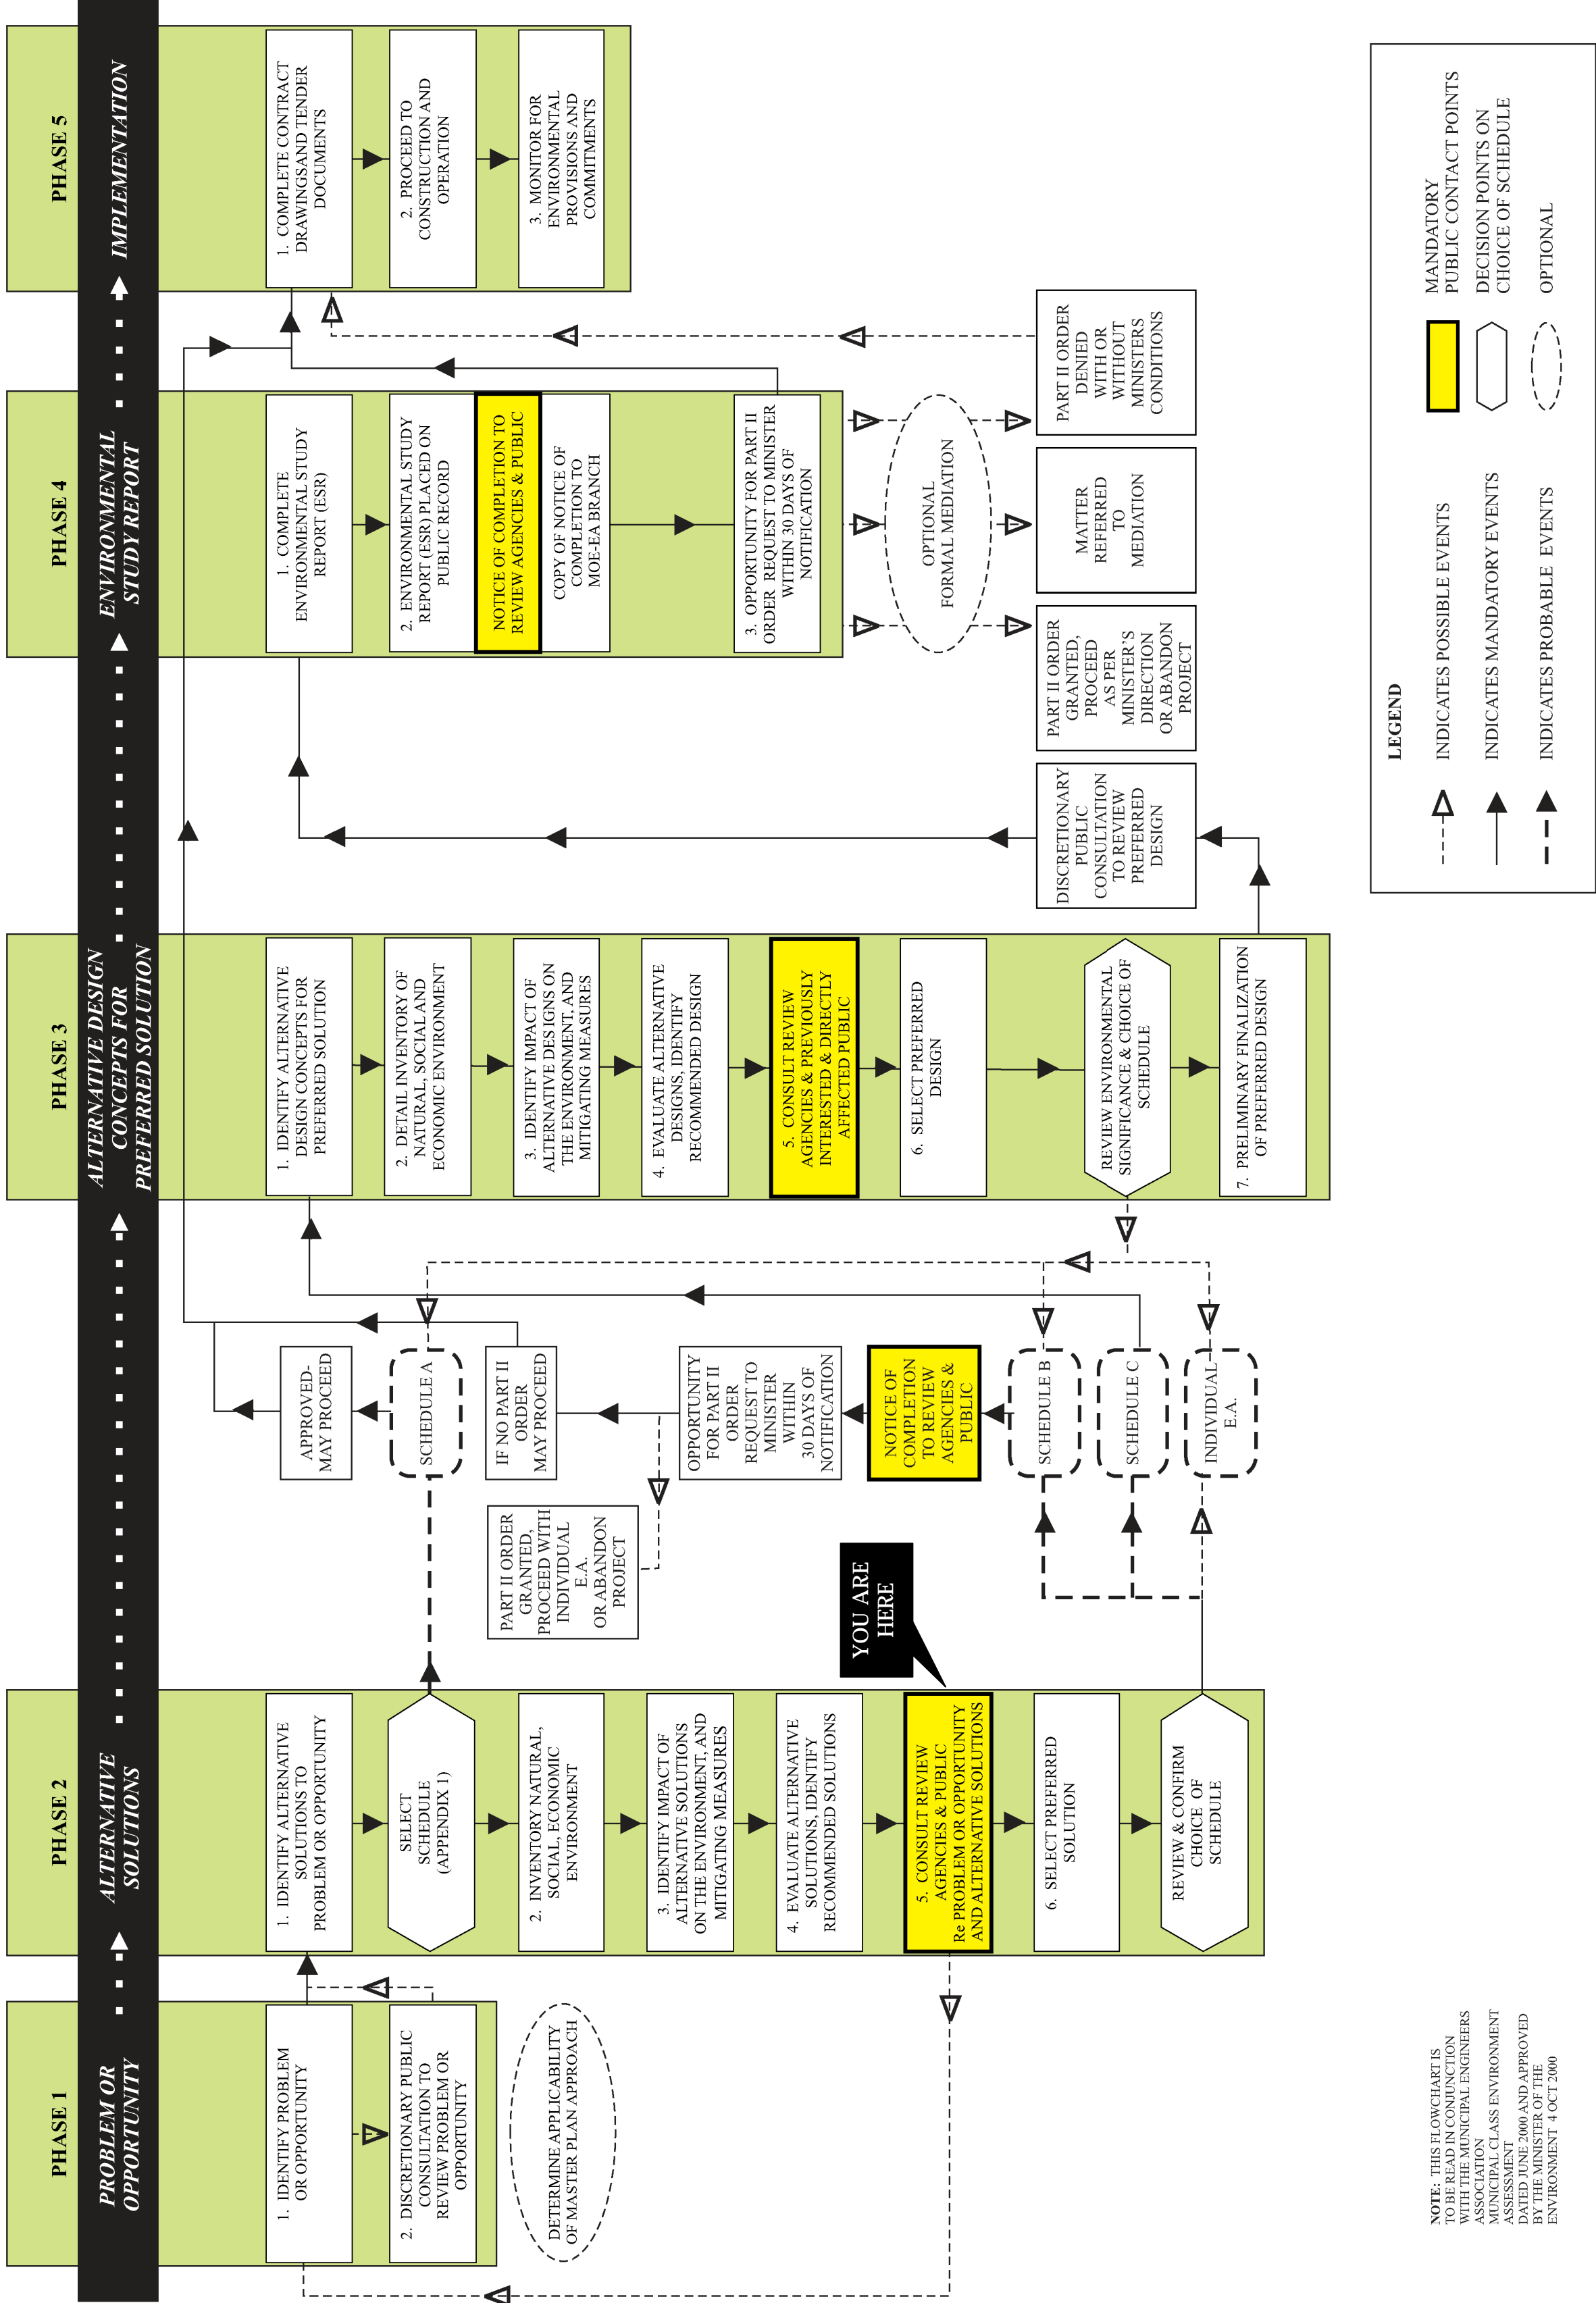 PHASE 1
PROBLEM OR
OPPORTUNITY
1. IDENTIFY PROBLEM
OR OPPORTUNITY
2. DISCRETIONARY PUBLIC
CONSULTATION TO
REVIEW PROBLEM OR
OPPORTUNITY
DETERMINE APPLICABILITY
OF MASTER PLAN APPROACH
PHASE 2
ALTERNATIVE
SOLUTIONS
1. IDENTIFY ALTERNATIVE
SOLUTIONS TO
PROBLEM OR OPPORTUNITY
SELECT
SCHEDULE
(APPENDIX 1)
2. INVENTORY NATURAL,
SOCIAL, ECONOMIC
ENVIRONMENT
3. IDENTIFY IMPACT OF
ALTERNATIVE SOLUTIONS
ON THE ENVIRONMENT, AND
MITIGATING MEASURES
4. EVALUATE ALTERNATIVE
SOLUTIONS, IDENTIFY
RECOMMENDED SOLUTIONS
5. CONSULT REVIEW
AGENCIES & PUBLIC
Re PROBLEM OR OPPORTUNITY
AND ALTERNATIVE SOLUTIONS
6. SELECT PREFERRED
SOLUTION
REVIEW & CONFIRM
CHOICE OF
SCHEDULE
YOU ARE
HERE
APPROVED-
MAY PROCEED
SCHEDULE A
IF NO PART II
ORDER
MAY PROCEED
PART II ORDER
GRANTED,
PROCEED WITH
INDIVIDUAL
E.A.
OR ABANDON
PROJECT
OPPORTUNITY
FOR PART II
ORDER
REQUEST TO
MINISTER
WITHIN
30 DAYS OF
NOTIFICATION
NOTICE OF
COMPLETION
TO REVIEW
AGENCIES &
PUBLIC
SCHEDULE B
SCHEDULE C
INDIVIDUAL
E.A.
PHASE 3
ALTERNATIVE DESIGN
CONCEPTS FOR
PREFERRED SOLUTION
1. IDENTIFY ALTERNATIVE
DESIGN CONCEPTS FOR
PREFERRED SOLUTION
2. DETAIL INVENTORY OF
NATURAL, SOCIAL AND
ECONOMIC ENVIRONMENT
3. IDENTIFY IMPACT OF
ALTERNATIVE DESIGNS ON
THE ENVIRONMENT, AND
MITIGATING MEASURES
4. EVALUATE ALTERNATIVE
DESIGNS, IDENTIFY
RECOMMENDED DESIGN
5. CONSULT REVIEW
AGENCIES & PREVIOUSLY
INTERESTED & DIRECTLY
AFFECTED PUBLIC
6. SELECT PREFERRED
DESIGN
REVIEW ENVIRONMENTAL
SIGNIFICANCE & CHOICE OF
SCHEDULE
7. PRELIMINARY FINALIZATION
OF PREFERRED DESIGN
DISCRETIONARY
PUBLIC
CONSULTATION
TO REVIEW
PREFERRED
DESIGN
PHASE 4
ENVIRONMENTAL
STUDY REPORT
1. COMPLETE
ENVIRONMENTAL STUDY
REPORT (ESR)
2. ENVIRONMENTAL STUDY
REPORT (ESR) PLACED ON
PUBLIC RECORD
NOTICE OF COMPLETION TO
REVIEW AGENCIES & PUBLIC
COPY OF NOTICE OF
COMPLETION TO
MOE-EA BRANCH
3. OPPORTUNITY FOR PART II
ORDER REQUEST TO MINISTER
WITHIN 30 DAYS OF
NOTIFICATION
OPTIONAL
FORMAL MEDIATION
PART II ORDER
GRANTED,
PROCEED
AS PER
MINISTER'S
DIRECTION
OR ABANDON
PROJECT
MATTER
REFERRED
TO
MEDIATION
PART II ORDER
DENIED
WITH OR
WITHOUT
MINISTERS
CONDITIONS
PHASE 5
IMPLEMENTATION
1. COMPLETE CONTRACT
DRAWINGSAND TENDER
DOCUMENTS
2. PROCEED TO
CONSTRUCTION AND
OPERATION
3. MONITOR FOR
ENVIRONMENTAL
PROVISIONS AND
COMMITMENTS
NOTE: THIS FLOWCHART IS
TO BE READ IN CONJUNCTION
WITH THE MUNICIPAL ENGINEERS
ASSOCIATION
MUNICIPAL CLASS ENVIRONMENT
ASSESSMENT
DATED JUNE 2000 AND APPROVED
BY THE MINISTER OF THE
ENVIRONMENT 4 OCT 2000
LEGEND
INDICATES POSSIBLE EVENTS
INDICATES MANDATORY EVENTS
INDICATES PROBABLE EVENTS
MANDATORY
PUBLIC CONTACT POINTS
DECISION POINTS ON
CHOICE OF SCHEDULE
OPTIONAL